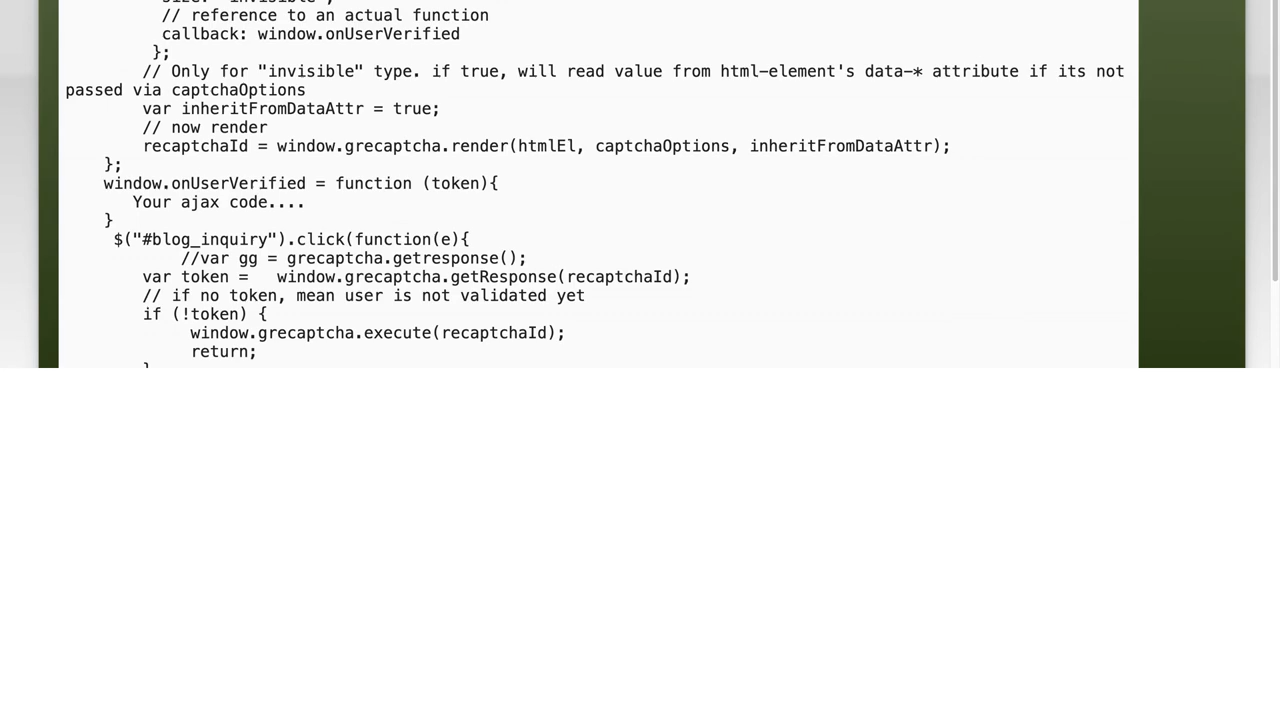 // reference to an actual function
callback: window.onUserVerified
};
// Only for "invisible" type. if true, will read value from html-element's data-* attribute if its not
passed via captchaOptions
var inheritFromDataAttr = true;
// now render
recaptchaId = window.grecaptcha.render(htmlEl, captchaOptions, inheritFromDataAttr);
};
window.onUserVerified = function (token){
Your ajax code....
}
$("#blog_inquiry").click(function(e){
//var gg = grecaptcha.getresponse();
var token =   window.grecaptcha.getResponse(recaptchaId);
// if no token, mean user is not validated yet
if (!token) {
window.grecaptcha.execute(recaptchaId);
return;